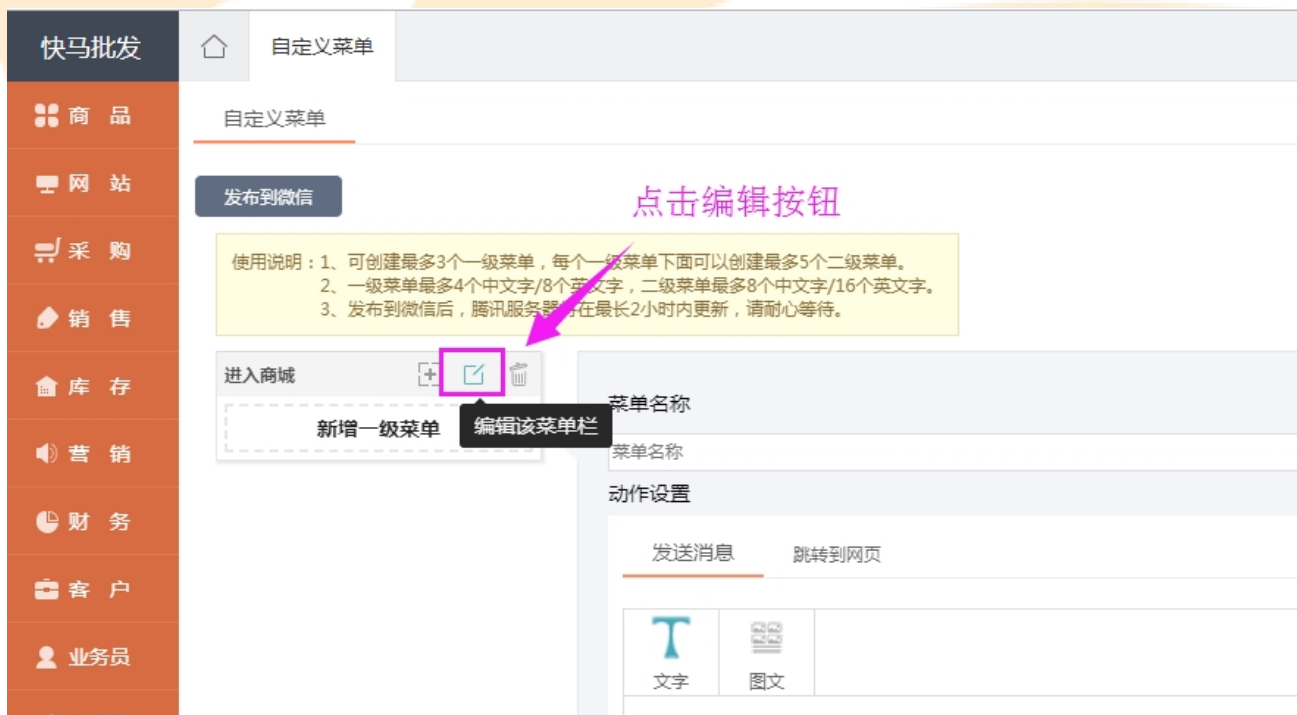 快马批发
自定义菜单
商 品
网 站
采 购
销 售
库 存
营 销
财 务
客 户
业务员
自定义菜单
发布到微信
点击编辑按钮
使用说明：1、可创建最多3个一级菜单，每个一级菜单下面可以创建最多5个二级菜单。
2、一级菜单最多4个中文字/8个英文字，二级菜单最多8个中文字/16个英文字。
3、发布到微信后，腾讯服务器将在最长2小时内更新，请耐心等待。
进入商城
新增一级菜单
编辑该菜单栏
菜单名称
菜单名称
动作设置
发送消息
跳转到网页
文字
图文